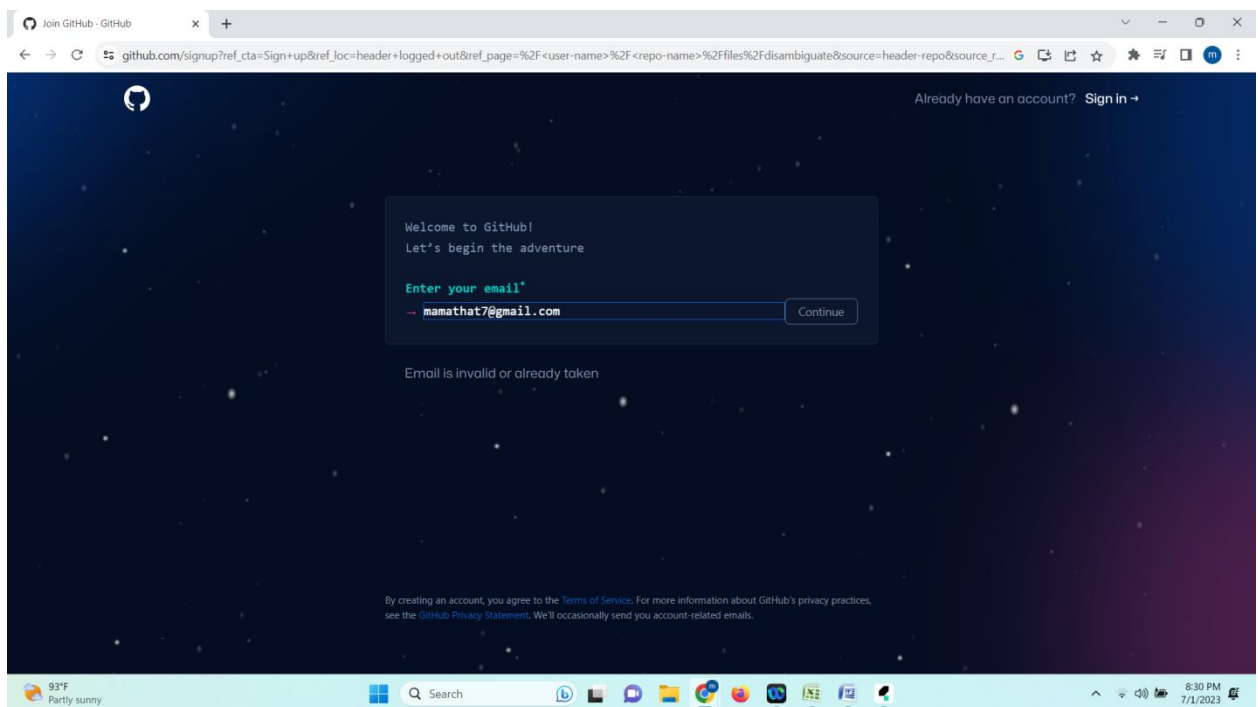 Join GitHub · GitHub
github.com/signup?ref_cta=Sign+up&ref_loc=header+logged+out&ref_page=%2F<user-name>%2F<repo-name>%2Ffiles%2Fdisambiguate&source=header-repo&source_r...
m
Already have an account? Sign in →
Welcome to GitHub!
Let's begin the adventure
Enter your email*
→ mamathat7@gmail.com Continue
Email is invalid or already taken
By creating an account, you agree to the Terms of Service. For more information about GitHub's privacy practices,
see the GitHub Privacy Statement. We'll occasionally send you account-related emails.
93°F
Partly sunny
Search
8:30 PM
7/1/2023